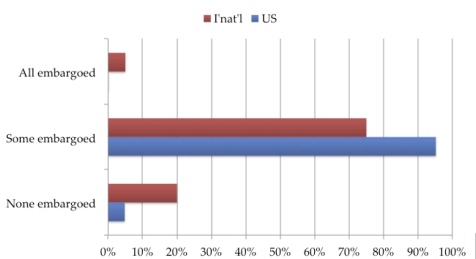 I'nat'l US
All embargoed
Some embargoed
None embargoed
0% 10% 20% 30% 40% 50% 60% 70% 80% 90% 100%